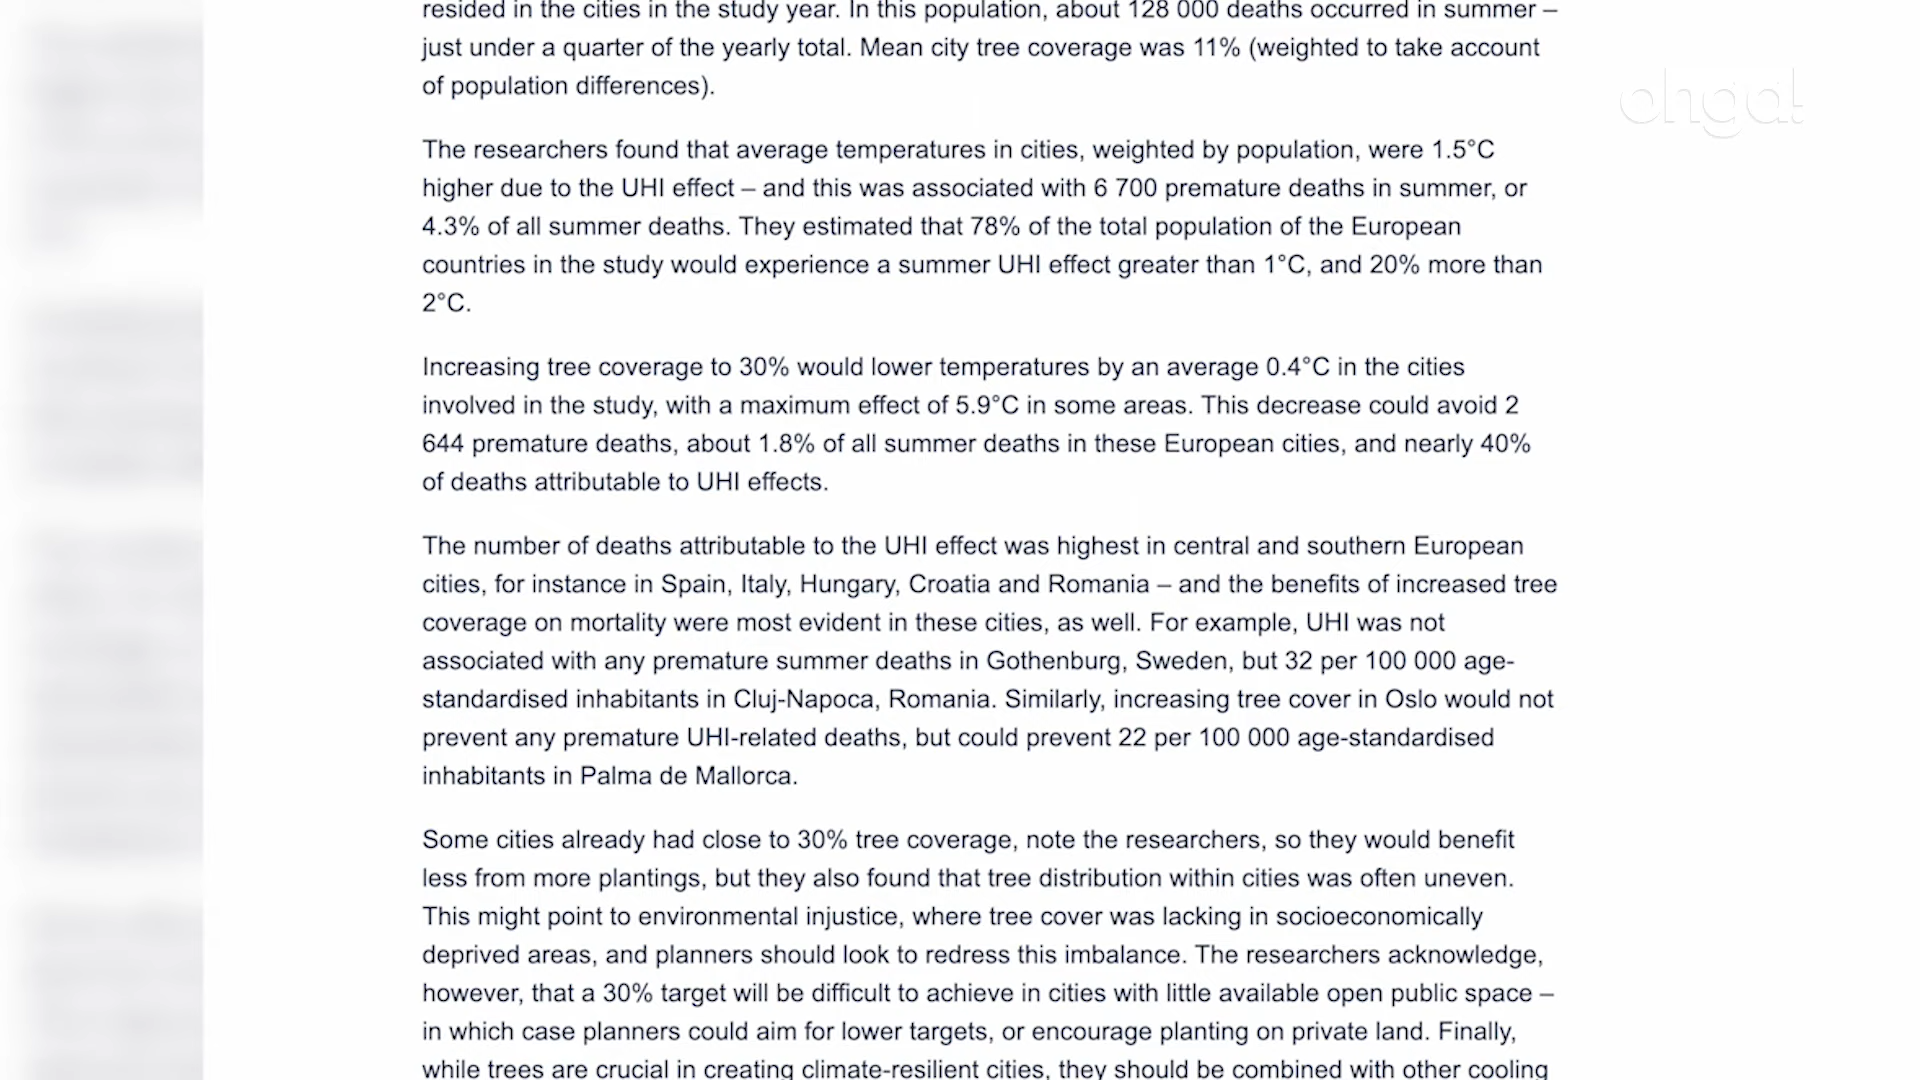 resided in the cities in the study year. In this population, about 128 000 deaths occurred in summer –
just under a quarter of the yearly total. Mean city tree coverage was 11% (weighted to take account
of population differences).
ohga!
The researchers found that average temperatures in cities, weighted by population, were 1.5°C
higher due to the UHI effect – and this was associated with 6 700 premature deaths in summer, or
4.3% of all summer deaths. They estimated that 78% of the total population of the European
countries in the study would experience a summer UHI effect greater than 1°C, and 20% more than
2°C.
Increasing tree coverage to 30% would lower temperatures by an average 0.4°C in the cities
involved in the study, with a maximum effect of 5.9°C in some areas. This decrease could avoid 2
644 premature deaths, about 1.8% of all summer deaths in these European cities, and nearly 40%
of deaths attributable to UHI effects.
The number of deaths attributable to the UHI effect was highest in central and southern European
cities, for instance in Spain, Italy, Hungary, Croatia and Romania – and the benefits of increased tree
coverage on mortality were most evident in these cities, as well. For example, UHI was not
associated with any premature summer deaths in Gothenburg, Sweden, but 32 per 100 000 age-
standardised inhabitants in Cluj-Napoca, Romania. Similarly, increasing tree cover in Oslo would not
prevent any premature UHI-related deaths, but could prevent 22 per 100 000 age-standardised
inhabitants in Palma de Mallorca.
Some cities already had close to 30% tree coverage, note the researchers, so they would benefit
less from more plantings, but they also found that tree distribution within cities was often uneven.
This might point to environmental injustice, where tree cover was lacking in socioeconomically
deprived areas, and planners should look to redress this imbalance. The researchers acknowledge,
however, that a 30% target will be difficult to achieve in cities with little available open public space –
in which case planners could aim for lower targets, or encourage planting on private land. Finally,
while trees are crucial in creating climate-resilient cities, they should be combined with other cooling